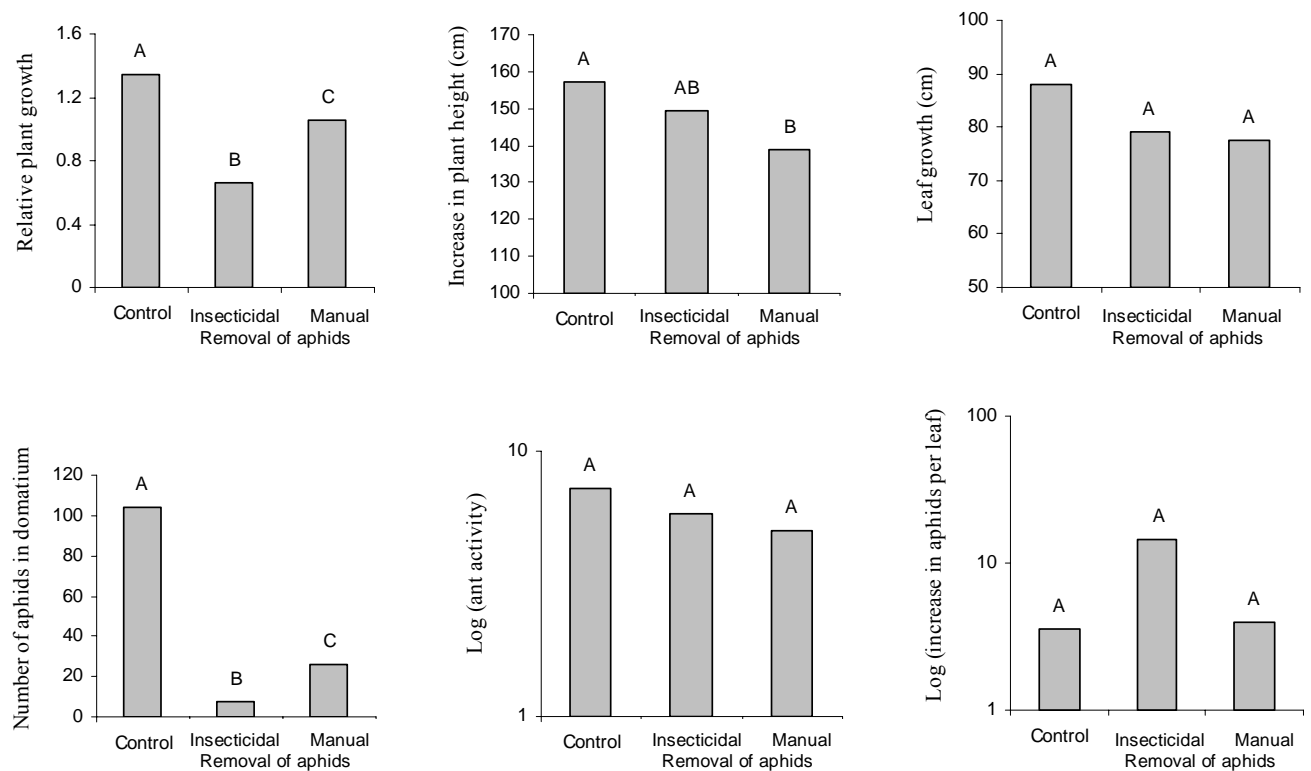 Relative plant growth
1.6
1.2
0.8
0.4
0
A
B
C
Control
Insecticidal
Manual
Removal of aphids
Increase in plant height (cm)
170
160
150
140
130
120
110
100
A
AB
B
Control
Insecticidal
Manual
Removal of aphids
Leaf growth (cm)
100
90
80
70
60
50
A
A
A
Control
Insecticidal
Manual
Removal of aphids
Number of aphids in domatium
120
100
80
60
40
20
0
A
B
C
Control
Insecticidal
Manual
Removal of aphids
Log (ant activity)
10
1
A
A
A
Control
Insecticidal
Manual
Removal of aphids
Log (increase in aphids per leaf)
100
10
1
A
A
A
Control
Insecticidal
Manual
Removal of aphids